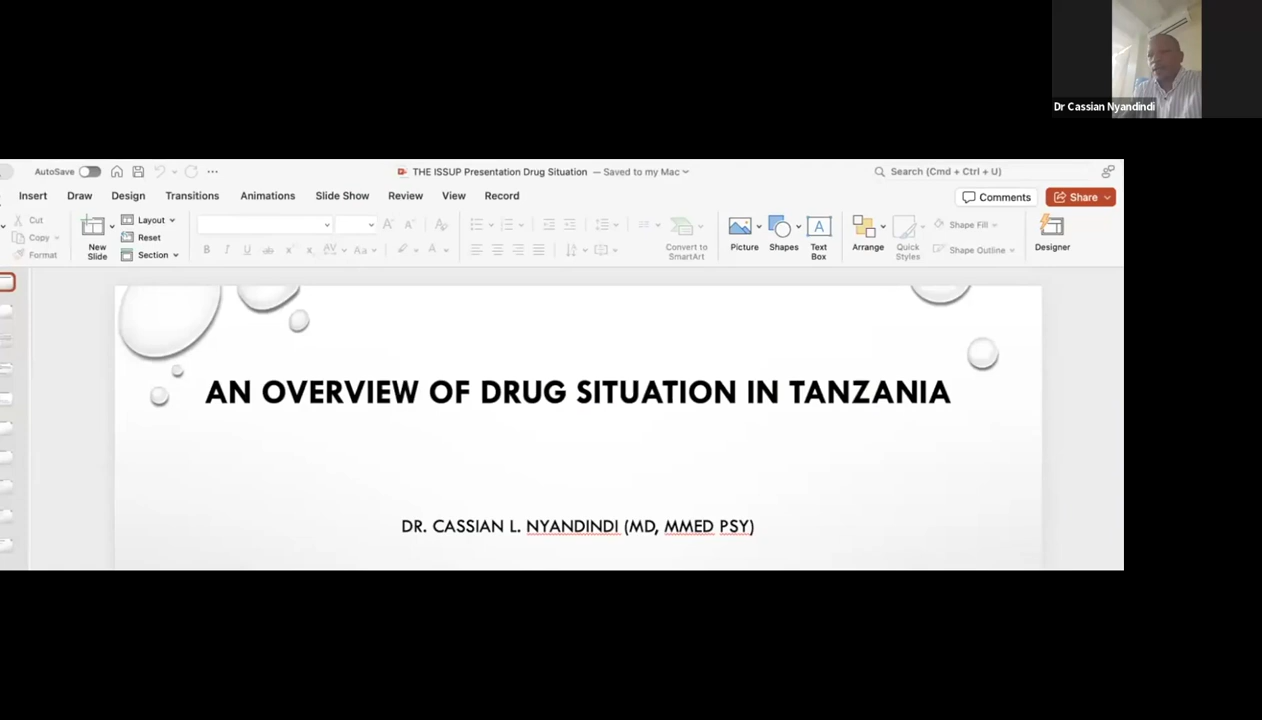 Dr Cassian Nyandindi
AutoSave
THE ISSUP Presentation Drug Situation — Saved to my Mac
Search (Cmd + Ctrl + U)
Insert Draw Design Transitions Animations Slide Show Review View Record
Comments Share
Cut
Copy
Format
New Slide
Layout
Reset
Section
B I U ab
Aa
A
Convert to SmartArt
Picture
Shapes
Text Box
Arrange
Quick Styles
Shape Fill
Shape Outline
Designer
AN OVERVIEW OF DRUG SITUATION IN TANZANIA
DR. CASSIAN L. NYANDINDI (MD, MMED PSY)